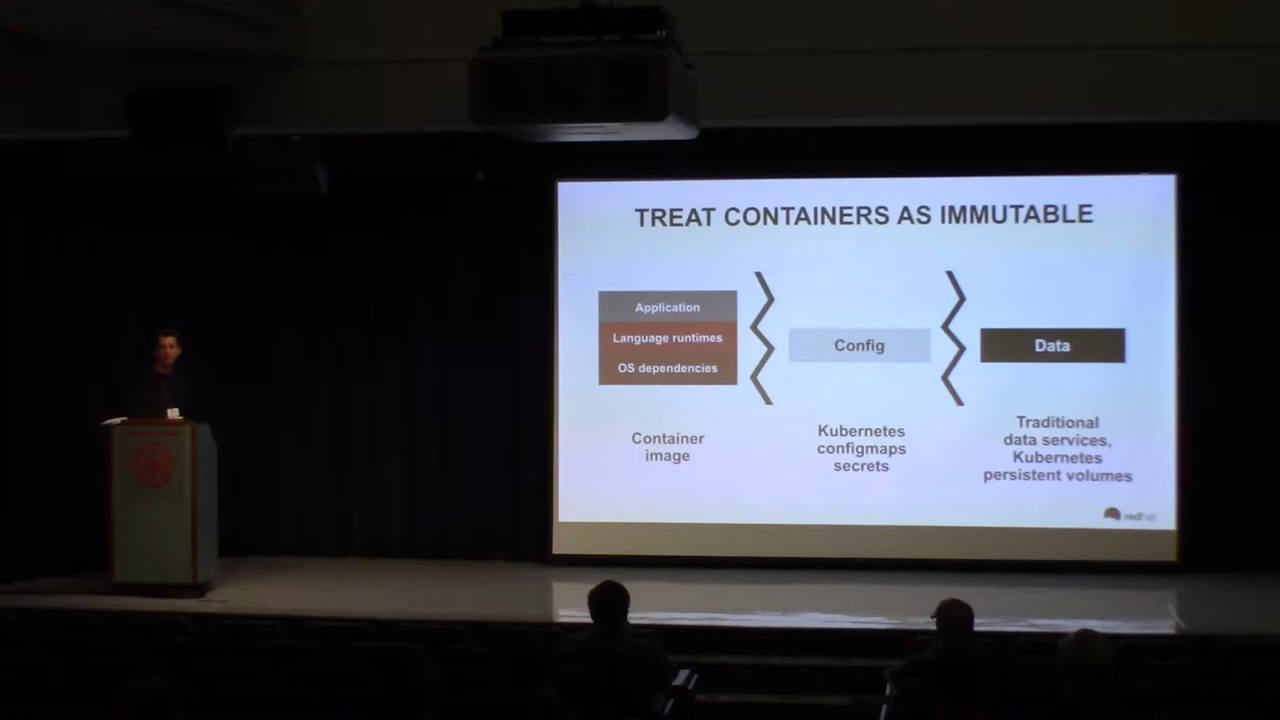 TREAT CONTAINERS AS IMMUTABLE
Application
Language runtimes
OS dependencies
Container
image
Config
Kubernetes
configmaps
secrets
Data
Traditional
data services,
Kubernetes
persistent volumes
redhat